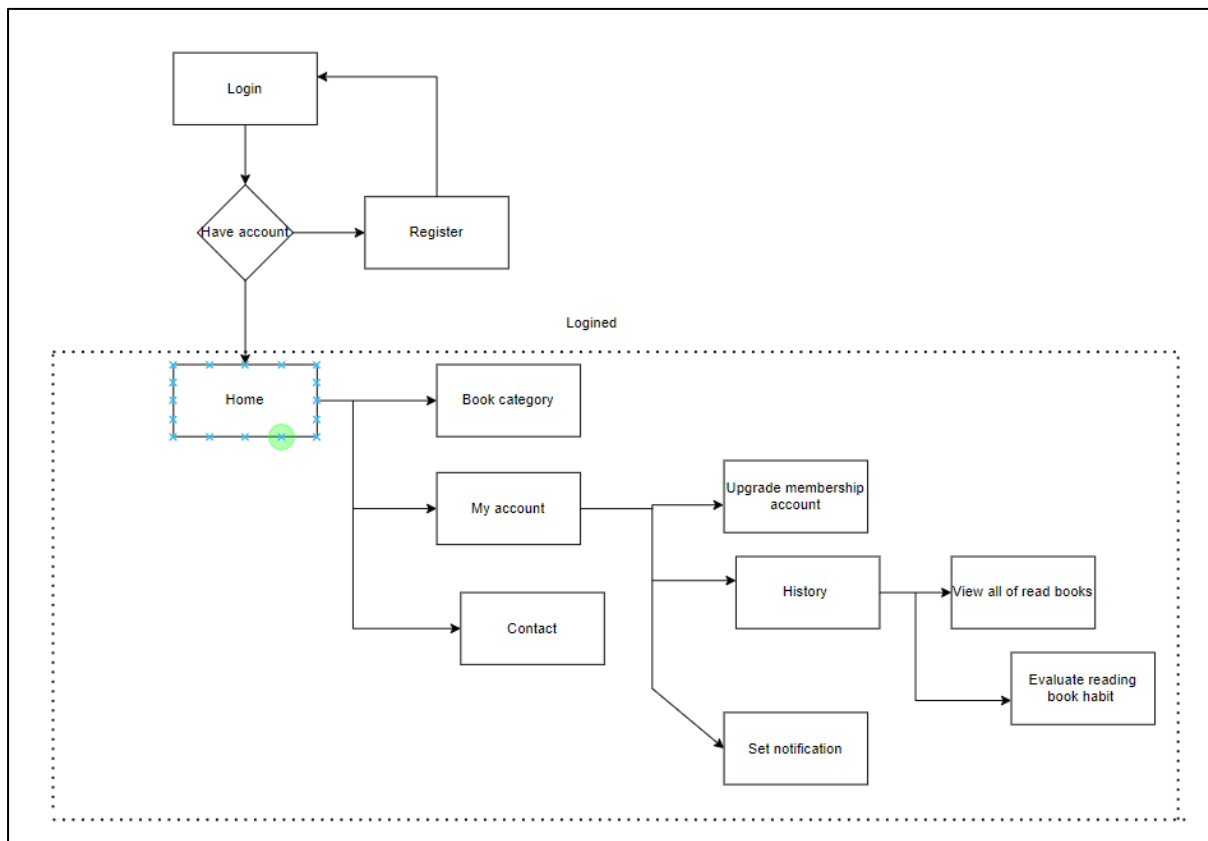 Login
Have account
Register
Logined
Home
Book category
My account
Upgrade membership
account
History
View all of read books
Contact
Evaluate reading
book habit
Set notification